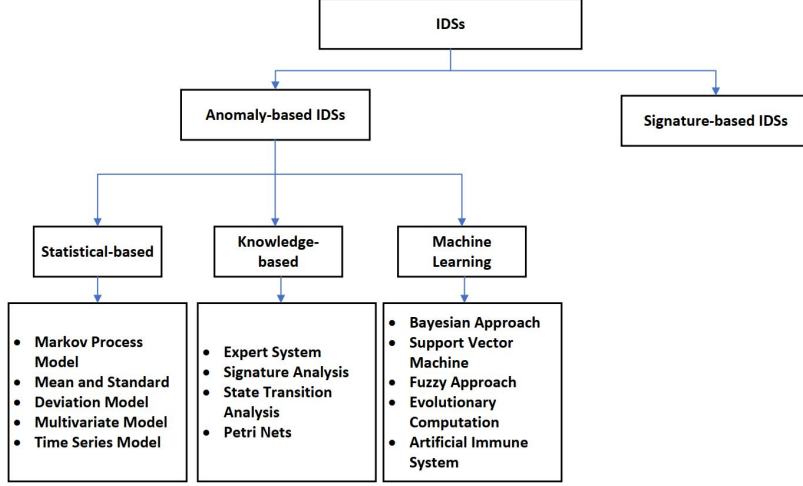 IDSs
Anomaly-based IDSs
Signature-based IDSs
Statistical-based
Knowledge-
based
Machine
Learning
• Markov Process
Model
• Mean and Standard
• Deviation Model
• Multivariate Model
• Time Series Model
• Expert System
• Signature Analysis
• State Transition
Analysis
• Petri Nets
• Bayesian Approach
• Support Vector
Machine
• Fuzzy Approach
• Evolutionary
Computation
• Artificial Immune
System